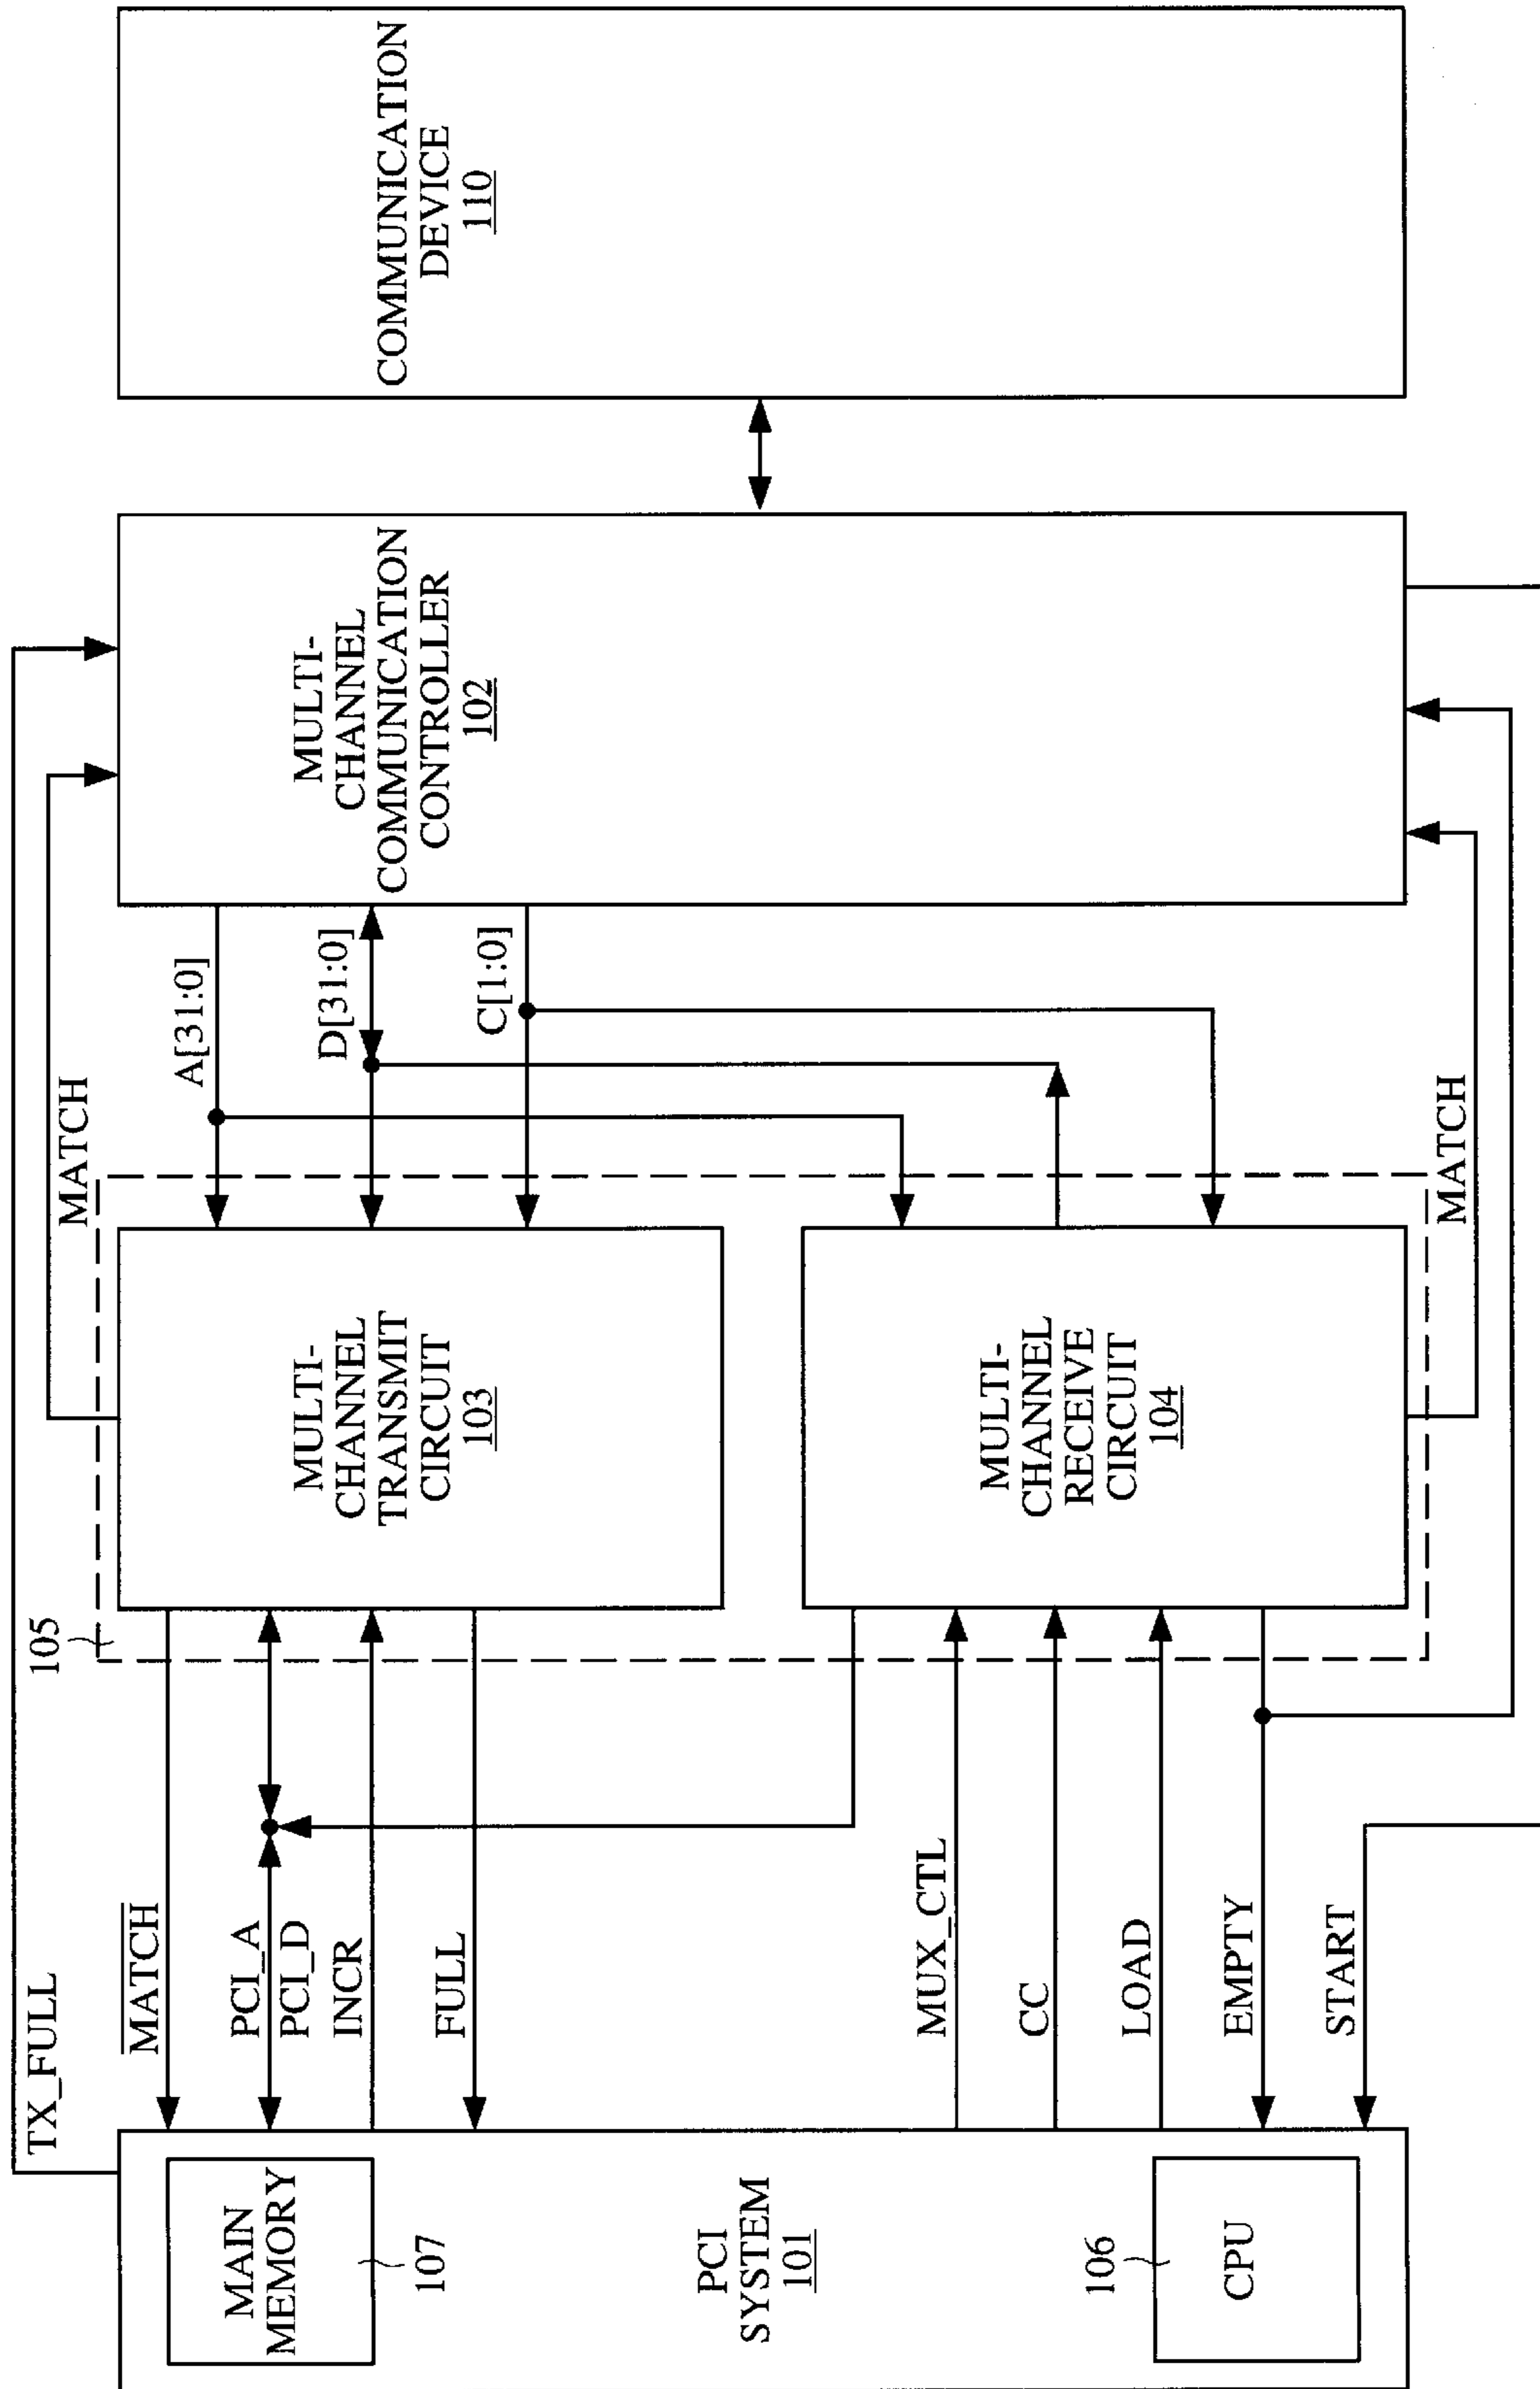 TX_FULL
MATCH
105
MATCH
PCI_A
PCI_D
INCR
FULL
MUX_CTL
CC
LOAD
EMPTY
START
MAIN
MEMORY
107
PCI
SYSTEM
101
106
CPU
MULTI-
CHANNEL
TRANSMIT
CIRCUIT
103
MULTI-
CHANNEL
RECEIVE
CIRCUIT
104
MATCH
A[31:0]
D[31:0]
C[1:0]
MULTI-
CHANNEL
COMMUNICATION
CONTROLLER
102
COMMUNICATION
DEVICE
110